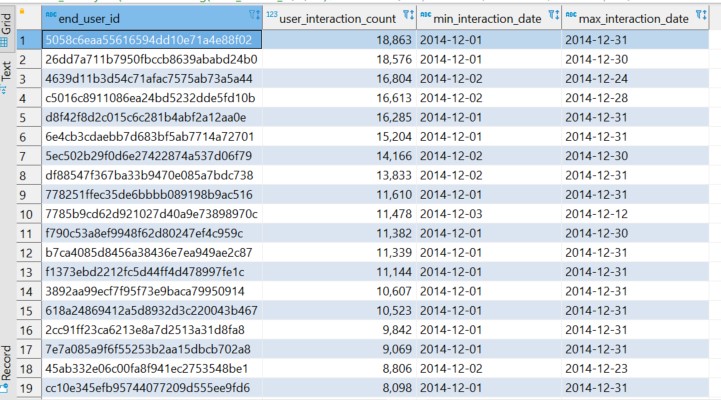 end_user_id 123 user_interaction_count ABC min_interaction_date ABC max_interaction_date
1 5058c6eaa55616594dd10e71a4e88f02 18,863 2014-12-01 2014-12-31
2 26dd7a711b7950fbccb8639ababd24b0 18,576 2014-12-01 2014-12-30
3 4639d11b3d54c71afac7575ab73a5a44 16,804 2014-12-02 2014-12-24
4 c5016c8911086ea24bd5232dde5fd10b 16,613 2014-12-02 2014-12-28
5 d8f42f8d2c015c6c281b4abf2a12aa0e 16,285 2014-12-01 2014-12-31
6 6e4cb3cdaebb7d683bf5ab7714a72701 15,204 2014-12-01 2014-12-31
7 5ec502b29f0d6e27422874a537d06f79 14,166 2014-12-02 2014-12-30
8 df88547f367ba33b9470e085a7bdc738 13,833 2014-12-02 2014-12-31
9 778251ffec35de6bbbb089198b9ac516 11,610 2014-12-01 2014-12-31
10 7785b9cd62d921027d40a9e73898970c 11,478 2014-12-03 2014-12-12
11 f790c53a8ef9948f62d80247ef4c959c 11,382 2014-12-01 2014-12-30
12 b7ca4085d8456a38436e7ea949ae2c87 11,339 2014-12-01 2014-12-31
13 f1373ebd2212fc5d44ff4d478997fe1c 11,144 2014-12-01 2014-12-31
14 3892aa99ecf7f95f73e9baca79950914 10,607 2014-12-01 2014-12-31
15 618a24869412a5d8932d3c220043b467 10,523 2014-12-01 2014-12-31
16 2cc91ff23ca6213e8a7d2513a31d8fa8 9,842 2014-12-01 2014-12-31
17 7e7a085a9f6f55253b2aa15dbcb702a8 9,069 2014-12-01 2014-12-31
18 45ab332e06c00fa8f941ec2753548be1 8,806 2014-12-02 2014-12-23
19 cc10e345efb95744077209d555ee9fd6 8,098 2014-12-01 2014-12-31
Grid
Text
Record